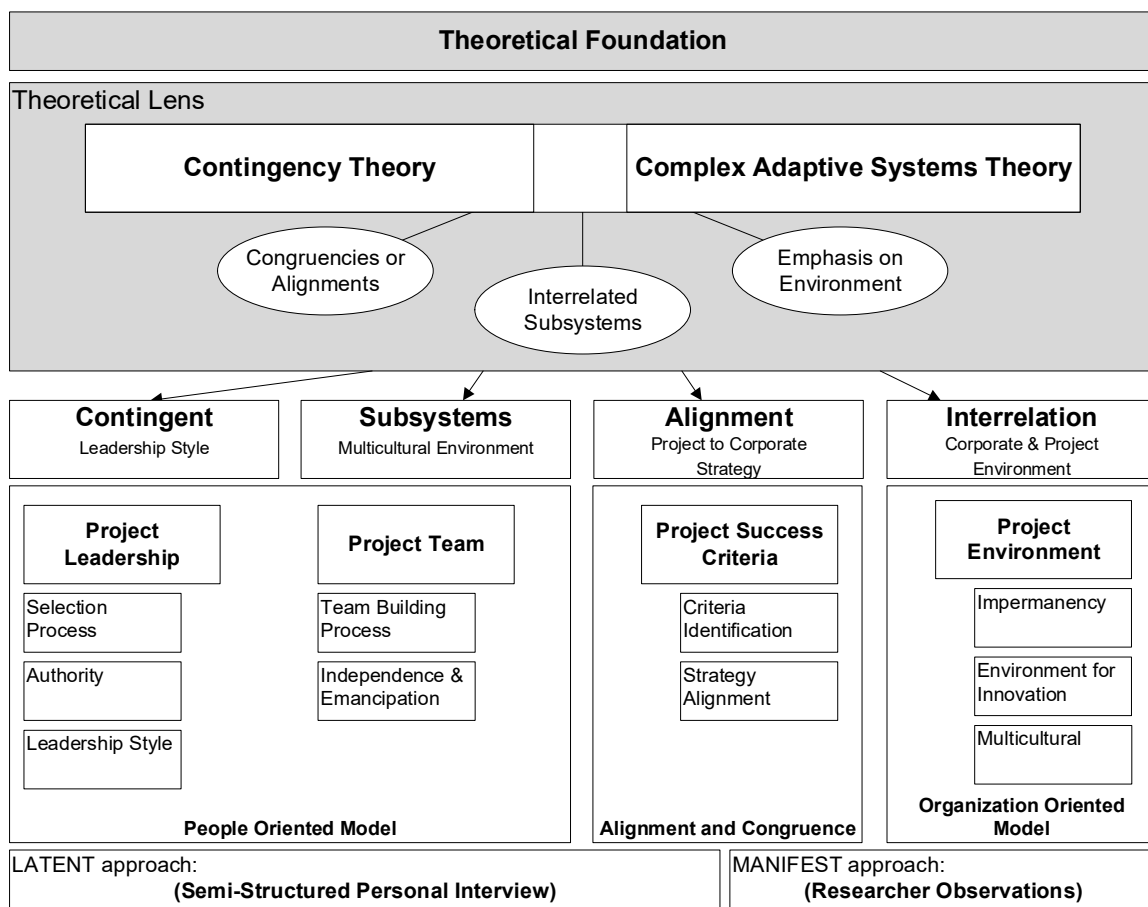 Theoretical Foundation
Theoretical Lens
Contingency Theory
Complex Adaptive Systems Theory
Congruencies or
Alignments
Interrelated
Subsystems
Emphasis on
Environment
Contingent
Leadership Style
Subsystems
Multicultural Environment
Alignment
Project to Corporate
Strategy
Interrelation
Corporate & Project
Environment
Project
Leadership
Selection
Process
Authority
Leadership Style
Project Team
Team Building
Process
Independence &
Emancipation
People Oriented Model
Project Success
Criteria
Criteria
Identification
Strategy
Alignment
Alignment and Congruence
Project
Environment
Impermanency
Environment for
Innovation
Multicultural
Organization Oriented
Model
LATENT approach:
(Semi-Structured Personal Interview)
MANIFEST approach:
(Researcher Observations)